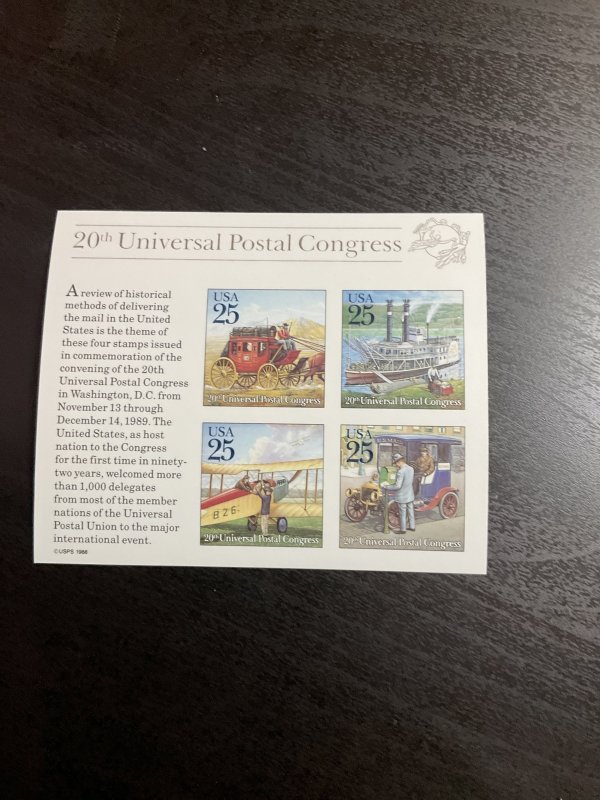 20th Universal Postal Congress
A review of historical
methods of delivering
the mail in the United
States is the theme of
these four stamps issued
in commemoration of the
convening of the 20th
Universal Postal Congress
in Washington, D.C. from
November 13 through
December 14, 1989. The
United States, as host
nation to the Congress
for the first time in ninety-
two years, welcomed more
than 1,000 delegates
from most of the member
nations of the Universal
Postal Union to the major
international event.
©USPS 1988
USA
25
20th Universal Postal Congress
USA
25
20th Universal Postal Congress
USA
25
B 26
20th Universal Postal Congress
USA
25
20th Universal Postal Congress